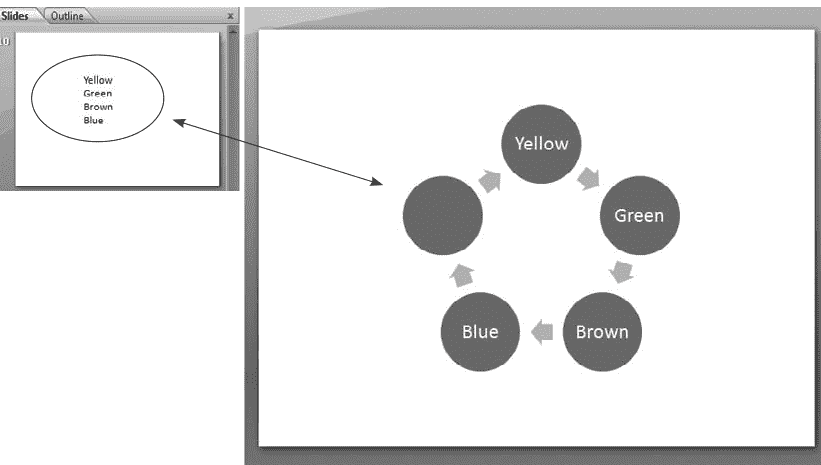 Slides Outline x
10
Yellow
Green
Brown
Blue
Yellow
Green
Blue Brown